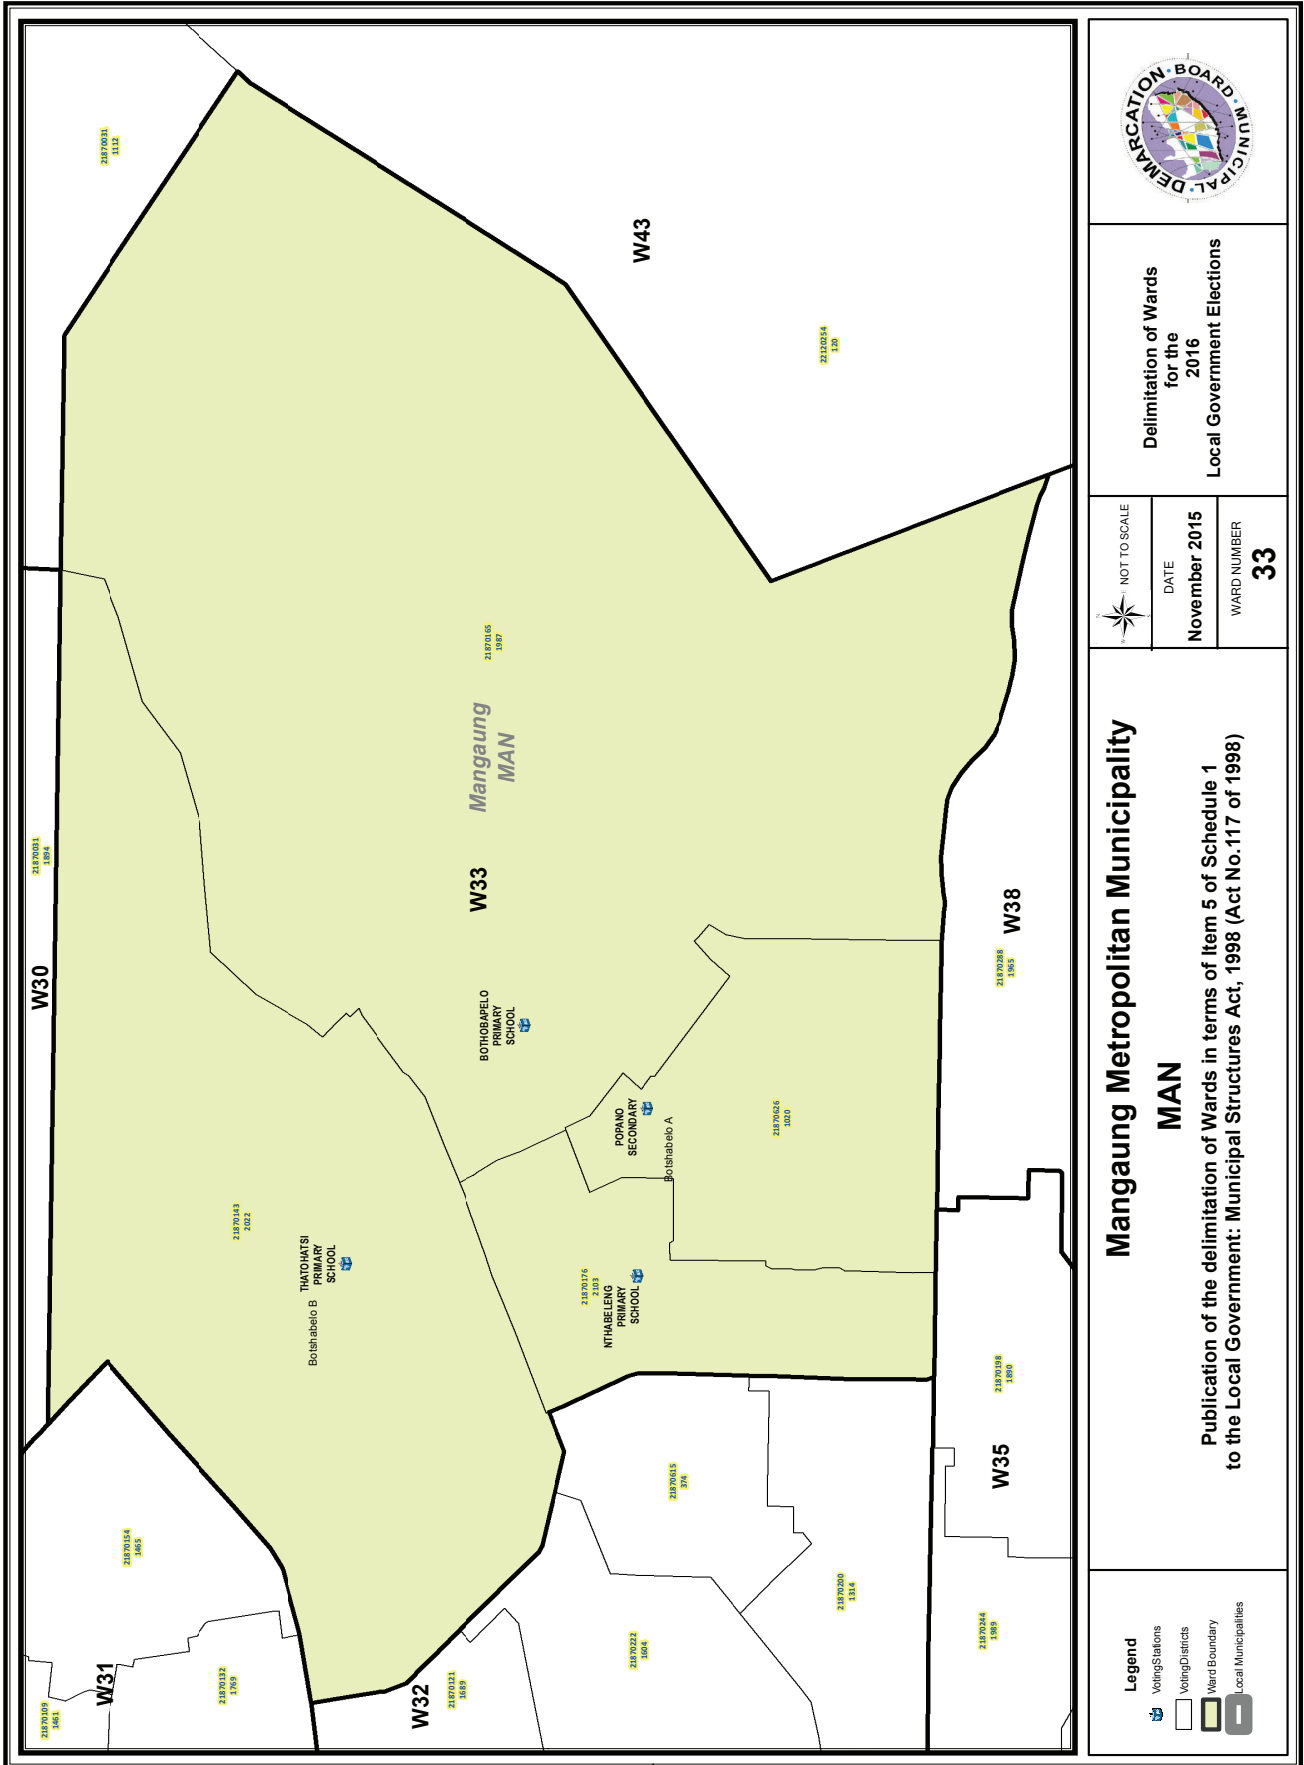 21870031
1112
W43
22120254
120
21870165
1987
Mangaung
MAN
W33
21870031
1894
W30
BOTHOBAPELO
PRIMARY
SCHOOL
POPANO
SECONDARY
Botshabelo A
21870626
1020
W38
21870288
1965
21870143
2022
THATOHATSI
PRIMARY
SCHOOL
Botshabelo B
21870176
2103
NTHABELENG
PRIMARY
SCHOOL
21870198
1890
W35
21870615
374
21870154
1465
21870200
1314
21870244
1989
21870222
1604
W31
21870132
1769
21870109
1461
W32
21870121
1689
Legend
VotingStations
VotingDistricts
Ward Boundary
Local Municipalities
Mangaung Metropolitan Municipality
MAN
Publication of the delimitation of Wards in terms of Item 5 of Schedule 1
to the Local Government: Municipal Structures Act, 1998 (Act No.117 of 1998)
N
W
E
S
NOT TO SCALE
DATE
November 2015
WARD NUMBER
33
Delimitation of Wards
for the
2016
Local Government Elections
MUNICIPAL · DEMARCATION · BOARD ·